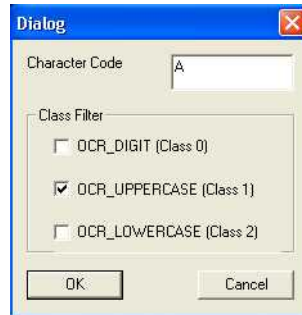 Dialog
Character Code A
Class Filter
OCR_DIGIT (Class 0)
OCR_UPPERCASE (Class 1)
OCR_LOWERCASE (Class 2)
OK Cancel